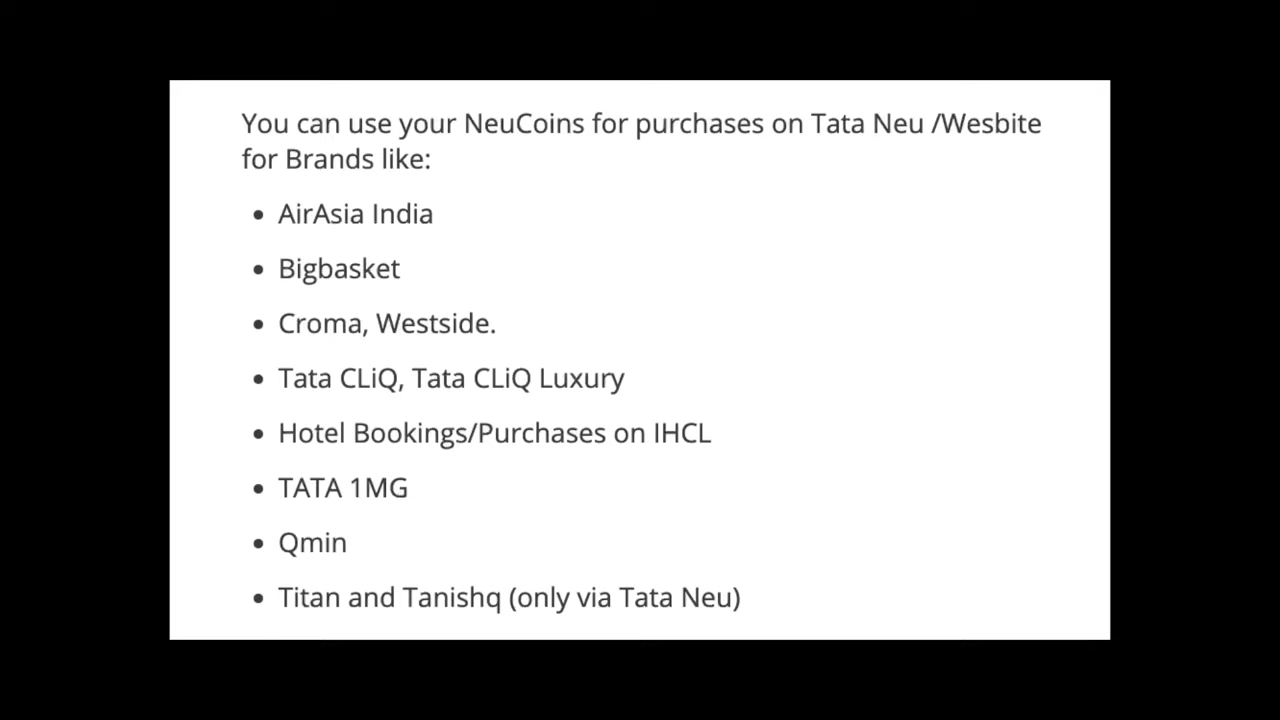 You can use your NeuCoins for purchases on Tata Neu /Wesbite
for Brands like:
• AirAsia India
• Bigbasket
• Croma, Westside.
• Tata CLiQ, Tata CLiQ Luxury
• Hotel Bookings/Purchases on IHCL
• TATA 1MG
• Qmin
• Titan and Tanishq (only via Tata Neu)